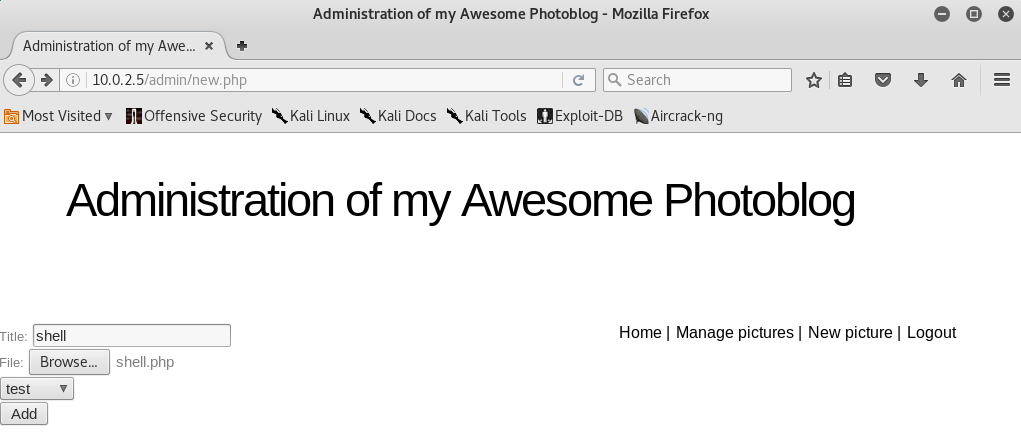 Administration of my Awesome Photoblog - Mozilla Firefox
Administration of my Awe...
10.0.2.5/admin/new.php
Search
Most Visited Offensive Security Kali Linux Kali Docs Kali Tools Exploit-DB Aircrack-ng
Administration of my Awesome Photoblog
Home | Manage pictures | New picture | Logout
Title: shell
File: Browse... shell.php
test
Add